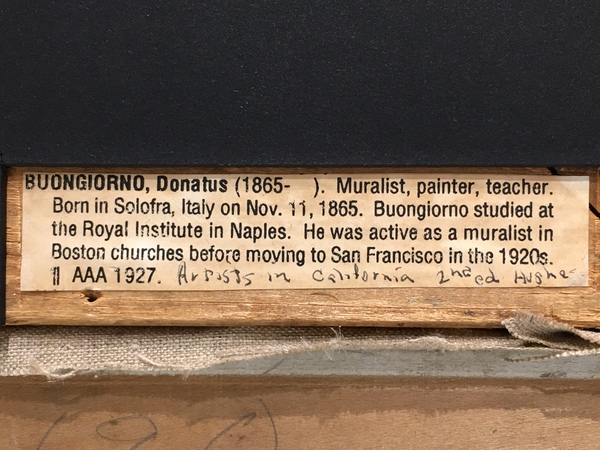 BUONGIORNO, Donatus (1865-    ). Muralist, painter, teacher.
Born in Solofra, Italy on Nov. 11, 1865. Buongiorno studied at
the Royal Institute in Naples. He was active as a muralist in
Boston churches before moving to San Francisco in the 1920s.
|| AAA 1927. Artists in California 2nd ed Hughes